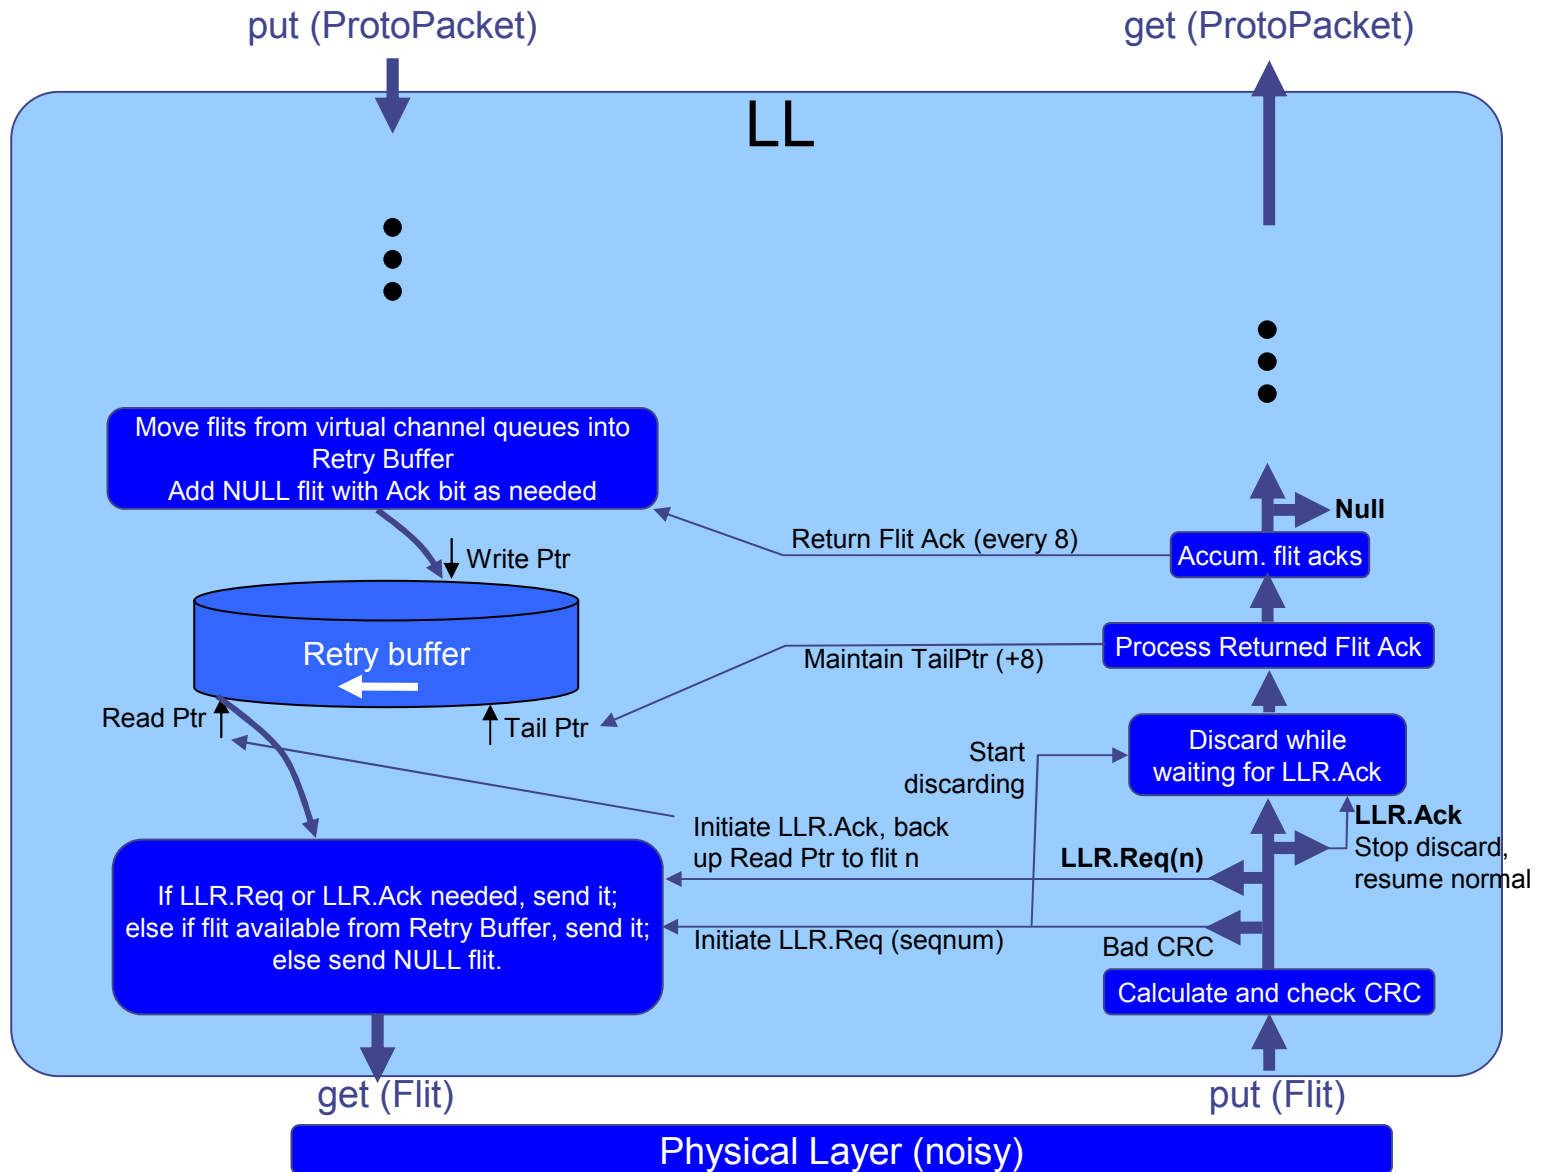 put (ProtoPacket)
get (ProtoPacket)
LL
Move flits from virtual channel queues into
Retry Buffer
Add NULL flit with Ack bit as needed
Null
Return Flit Ack (every 8)
Accum. flit acks
Write Ptr
Retry buffer
Process Returned Flit Ack
Maintain TailPtr (+8)
Read Ptr
Tail Ptr
Discard while
waiting for LLR.Ack
Start
discarding
LLR.Ack
Stop discard,
resume normal
Initiate LLR.Ack, back
up Read Ptr to flit n
LLR.Req(n)
If LLR.Req or LLR.Ack needed, send it;
else if flit available from Retry Buffer, send it;
else send NULL flit.
Initiate LLR.Req (seqnum)
Bad CRC
Calculate and check CRC
get (Flit)
put (Flit)
Physical Layer (noisy)